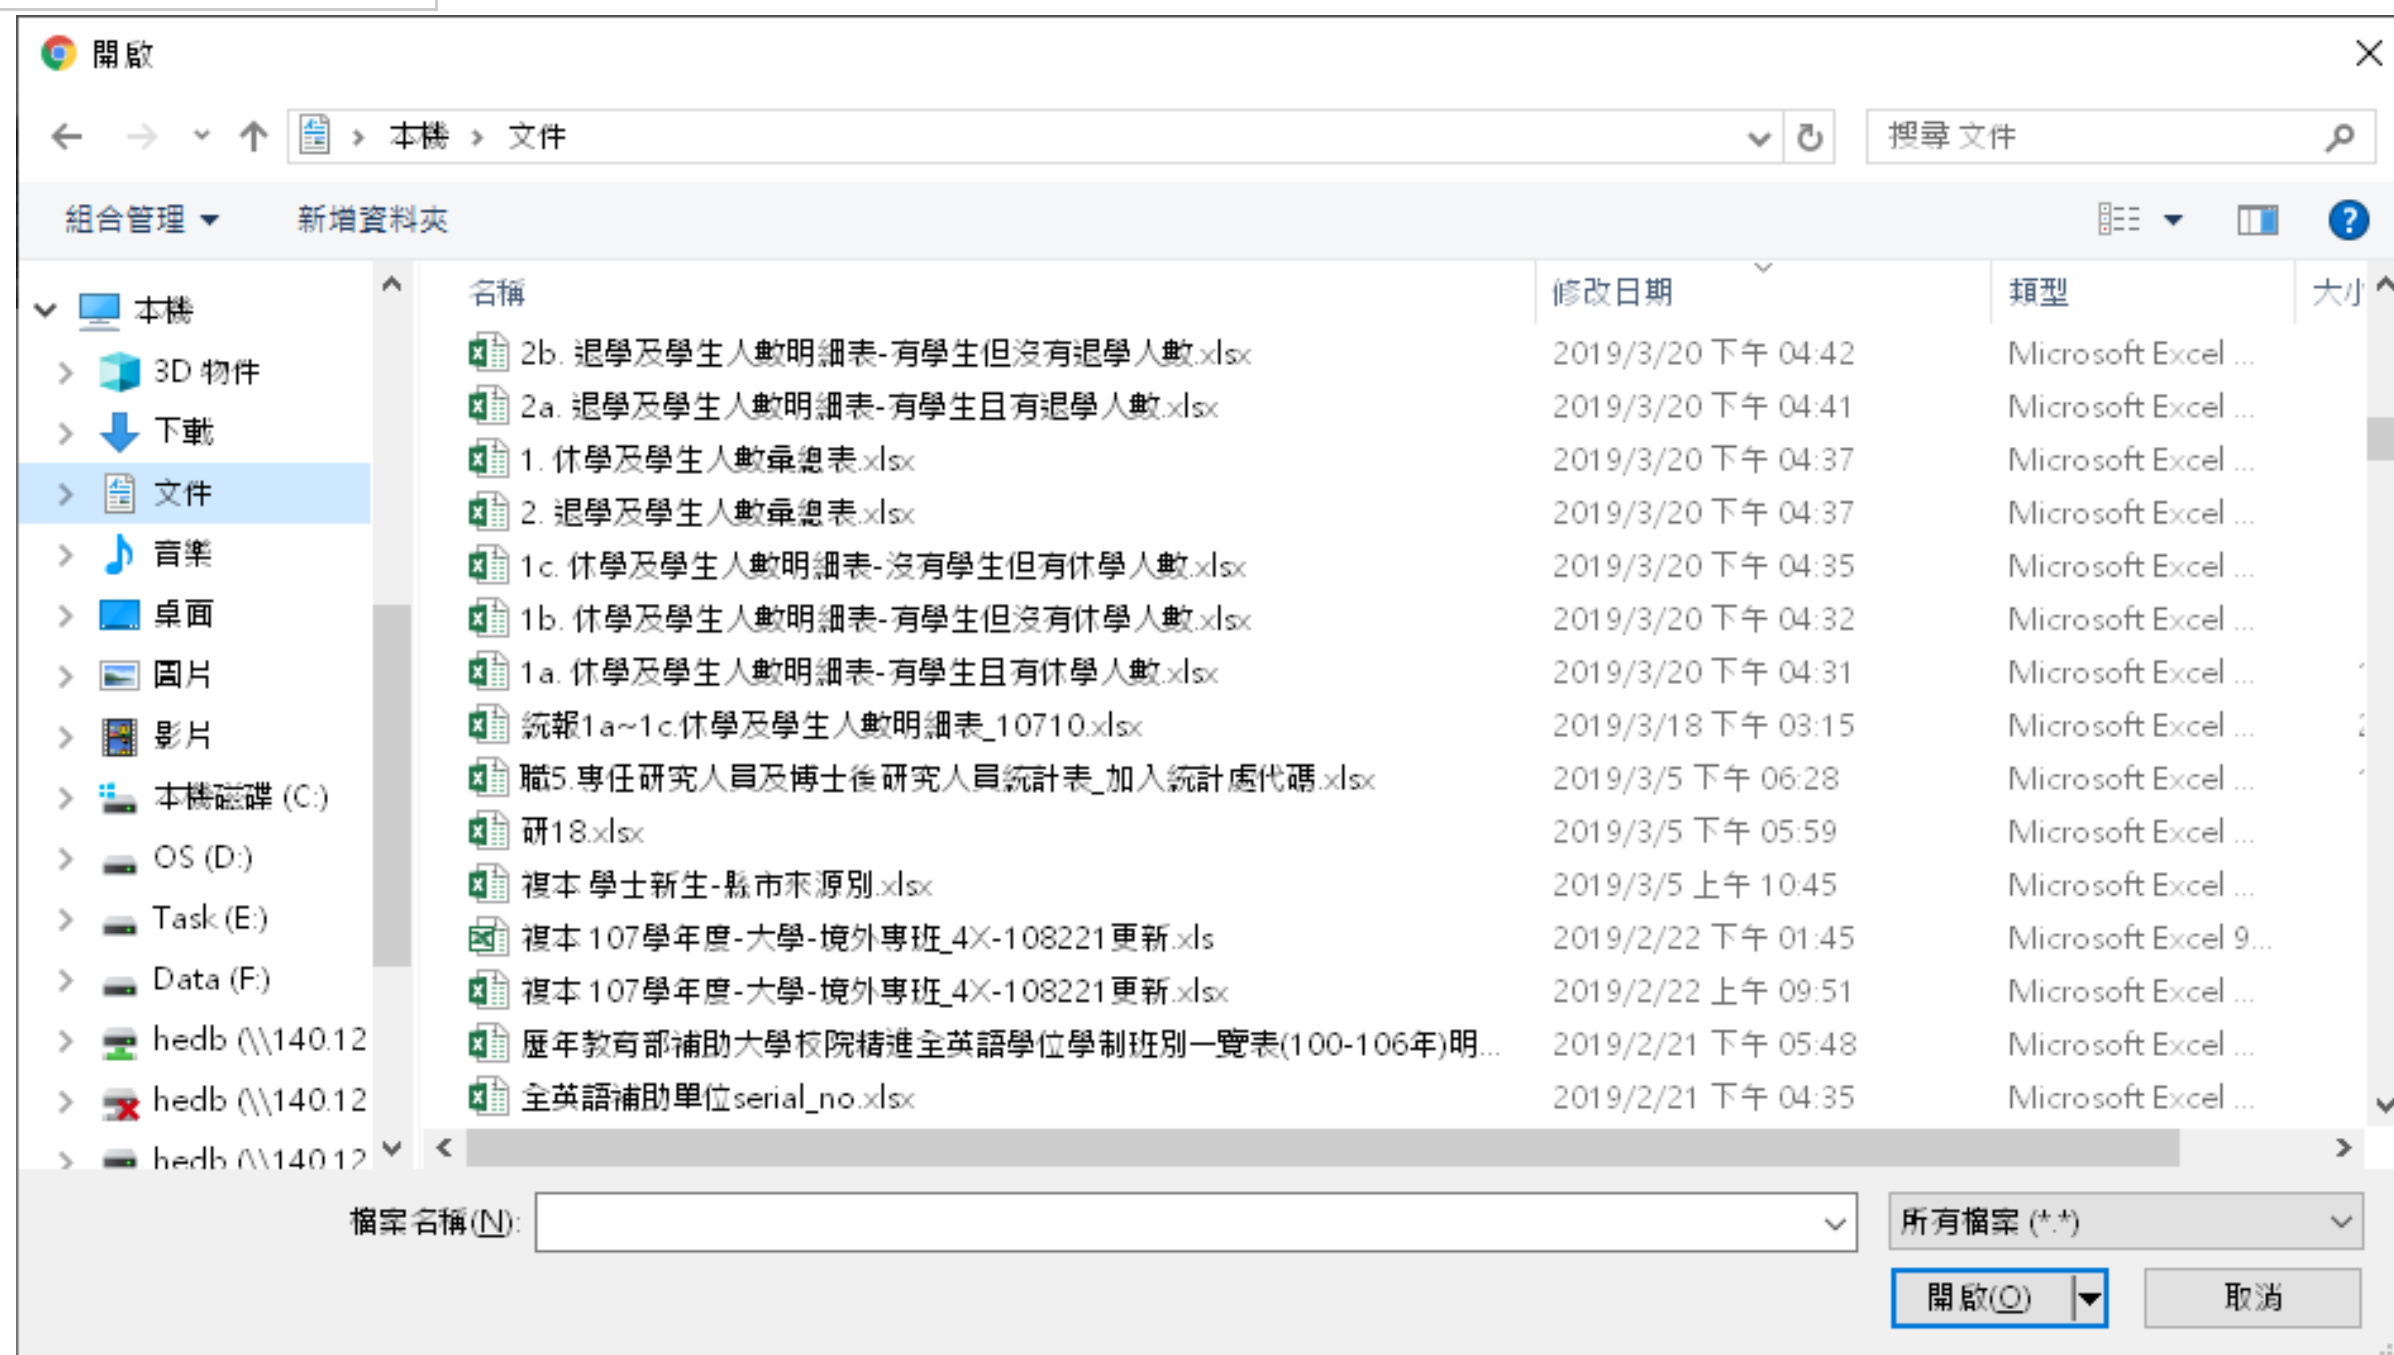 開啟
本機 › 文件
搜尋 文件
組合管理 新增資料夾
本機
3D 物件
下載
文件
音樂
桌面
圖片
影片
本機磁碟 (C:)
OS (D:)
Task (E:)
Data (F:)
hedb (\\140.12
hedb (\\140.12
hedb (\\140.12
名稱 修改日期 類型 大小
2b. 退學及學生人數明細表-有學生但沒有退學人數.xlsx 2019/3/20 下午 04:42 Microsoft Excel ...
2a. 退學及學生人數明細表-有學生且有退學人數.xlsx 2019/3/20 下午 04:41 Microsoft Excel ...
1. 休學及學生人數彙總表.xlsx 2019/3/20 下午 04:37 Microsoft Excel ...
2. 退學及學生人數彙總表.xlsx 2019/3/20 下午 04:37 Microsoft Excel ...
1c. 休學及學生人數明細表-沒有學生但有休學人數.xlsx 2019/3/20 下午 04:35 Microsoft Excel ...
1b. 休學及學生人數明細表-有學生但沒有休學人數.xlsx 2019/3/20 下午 04:32 Microsoft Excel ...
1a. 休學及學生人數明細表-有學生且有休學人數.xlsx 2019/3/20 下午 04:31 Microsoft Excel ...
統報1a~1c.休學及學生人數明細表_10710.xlsx 2019/3/18 下午 03:15 Microsoft Excel ...
職5.專任研究人員及博士後研究人員統計表_加入統計處代碼.xlsx 2019/3/5 下午 06:28 Microsoft Excel ...
研18.xlsx 2019/3/5 下午 05:59 Microsoft Excel ...
複本 學士新生-縣市來源別.xlsx 2019/3/5 上午 10:45 Microsoft Excel ...
複本 107學年度-大學-境外專班_4X-108221更新.xls 2019/2/22 下午 01:45 Microsoft Excel 9...
複本 107學年度-大學-境外專班_4X-108221更新.xlsx 2019/2/22 上午 09:51 Microsoft Excel ...
歷年教育部補助大學校院精進全英語學位學制班別一覽表(100-106年)明... 2019/2/21 下午 05:48 Microsoft Excel ...
全英語補助單位serial_no.xlsx 2019/2/21 下午 04:35 Microsoft Excel ...
檔案名稱(N): 所有檔案 (*.*)
開啟(O) 取消